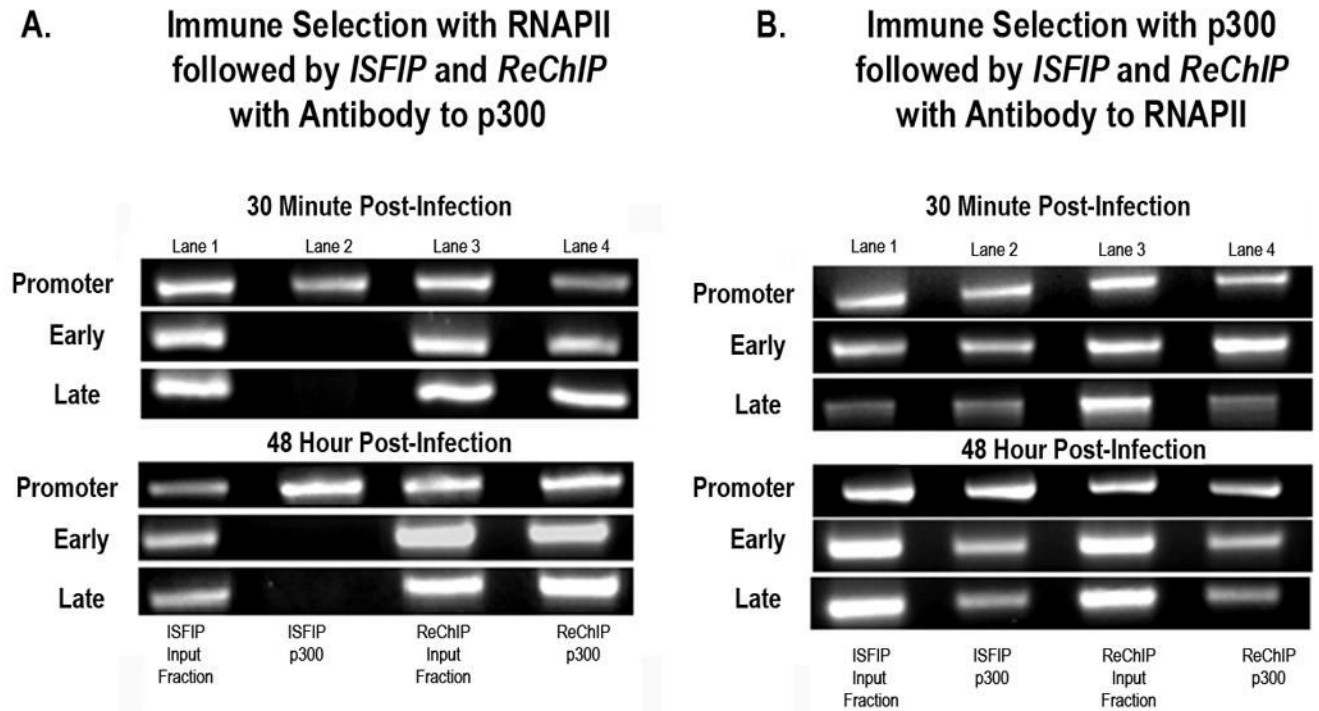 A.
Immune Selection with RNAPII
followed by ISFIP and ReChIP
with Antibody to p300
30 Minute Post-Infection
Lane 1 Lane 2 Lane 3 Lane 4
Promoter
Early
Late
48 Hour Post-Infection
Promoter
Early
Late
ISFIP ISFIP ReChIP ReChIP
Input p300 Input p300
Fraction Fraction
B.
Immune Selection with p300
followed by ISFIP and ReChIP
with Antibody to RNAPII
30 Minute Post-Infection
Lane 1 Lane 2 Lane 3 Lane 4
Promoter
Early
Late
48 Hour Post-Infection
Promoter
Early
Late
ISFIP ISFIP ReChIP ReChIP
Input p300 Input p300
Fraction Fraction